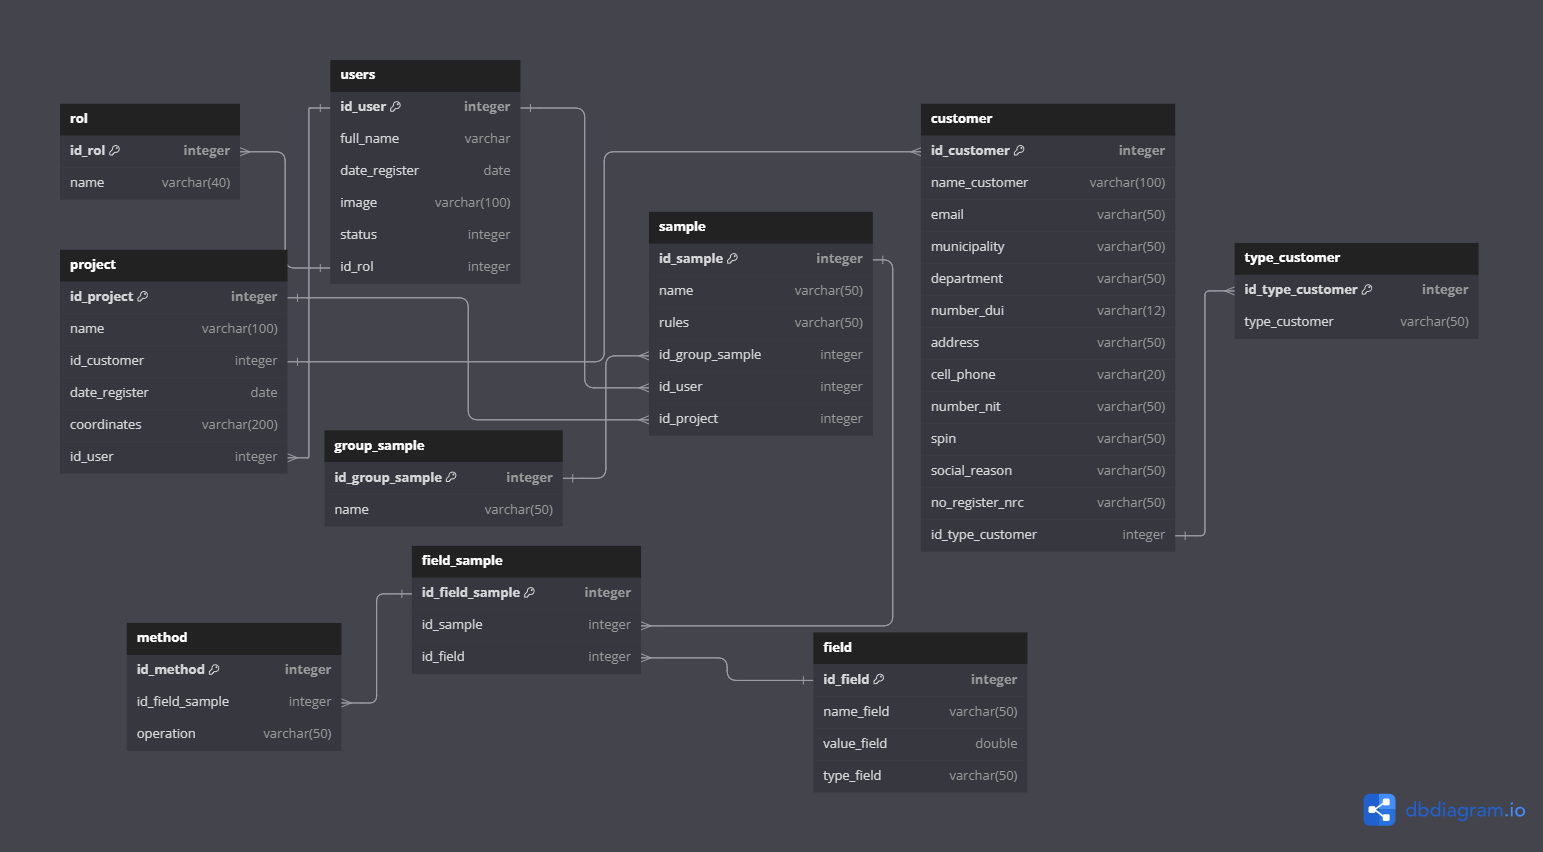 users
id_user integer
full_name varchar
date_register date
image varchar(100)
status integer
id_rol integer
rol
id_rol integer
name varchar(40)
project
id_project integer
name varchar(100)
id_customer integer
date_register date
coordinates varchar(200)
id_user integer
group_sample
id_group_sample integer
name varchar(50)
sample
id_sample integer
name varchar(50)
rules varchar(50)
id_group_sample integer
id_user integer
id_project integer
customer
id_customer integer
name_customer varchar(100)
email varchar(50)
municipality varchar(50)
department varchar(50)
number_dui varchar(12)
address varchar(50)
cell_phone varchar(20)
number_nit varchar(50)
spin varchar(50)
social_reason varchar(50)
no_register_nrc varchar(50)
id_type_customer integer
type_customer
id_type_customer integer
type_customer varchar(50)
field_sample
id_field_sample integer
id_sample integer
id_field integer
method
id_method integer
id_field_sample integer
operation varchar(50)
field
id_field integer
name_field varchar(50)
value_field double
type_field varchar(50)
dbdiagram.io